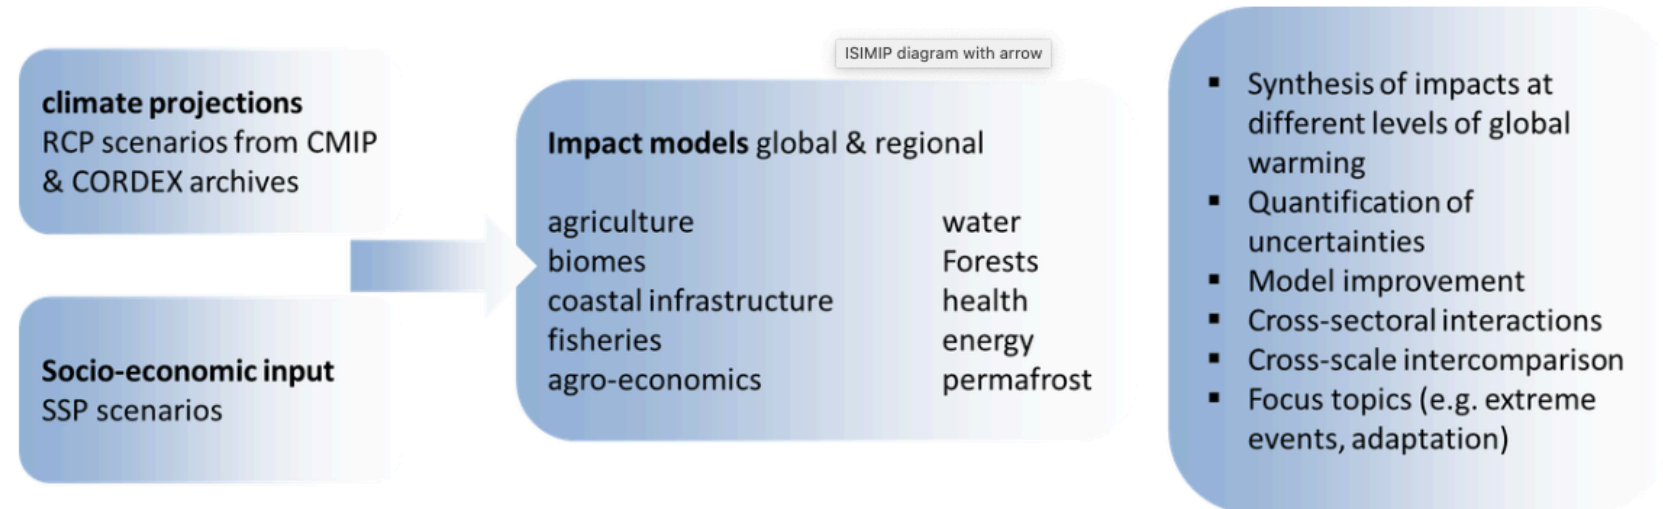 climate projections
RCP scenarios from CMIP
& CORDEX archives
Socio-economic input
SSP scenarios
ISIMIP diagram with arrow
Impact models global & regional
agriculture
biomes
coastal infrastructure
fisheries
agro-economics
water
Forests
health
energy
permafrost
▪ Synthesis of impacts at
different levels of global
warming
▪ Quantification of
uncertainties
▪ Model improvement
▪ Cross-sectoral interactions
▪ Cross-scale intercomparison
▪ Focus topics (e.g. extreme
events, adaptation)